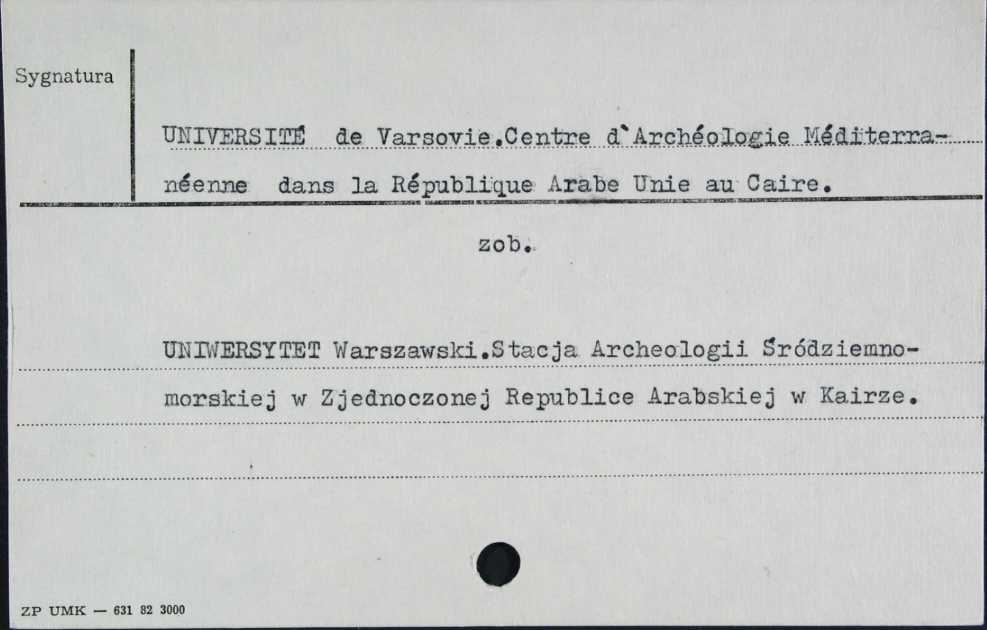 Sygnatura
UNIVERSITÉ de Varsovie.Centre d`Archéologie Méditerra-
néenne dans la République Arabe Unie au Caire.
zob.
UNIWERSYTET Warszawski.Stacja Archeologii Śródziemno-
morskiej w Zjednoczonej Republice Arabskiej w Kairze.
ZP UMK — 631 82 3000